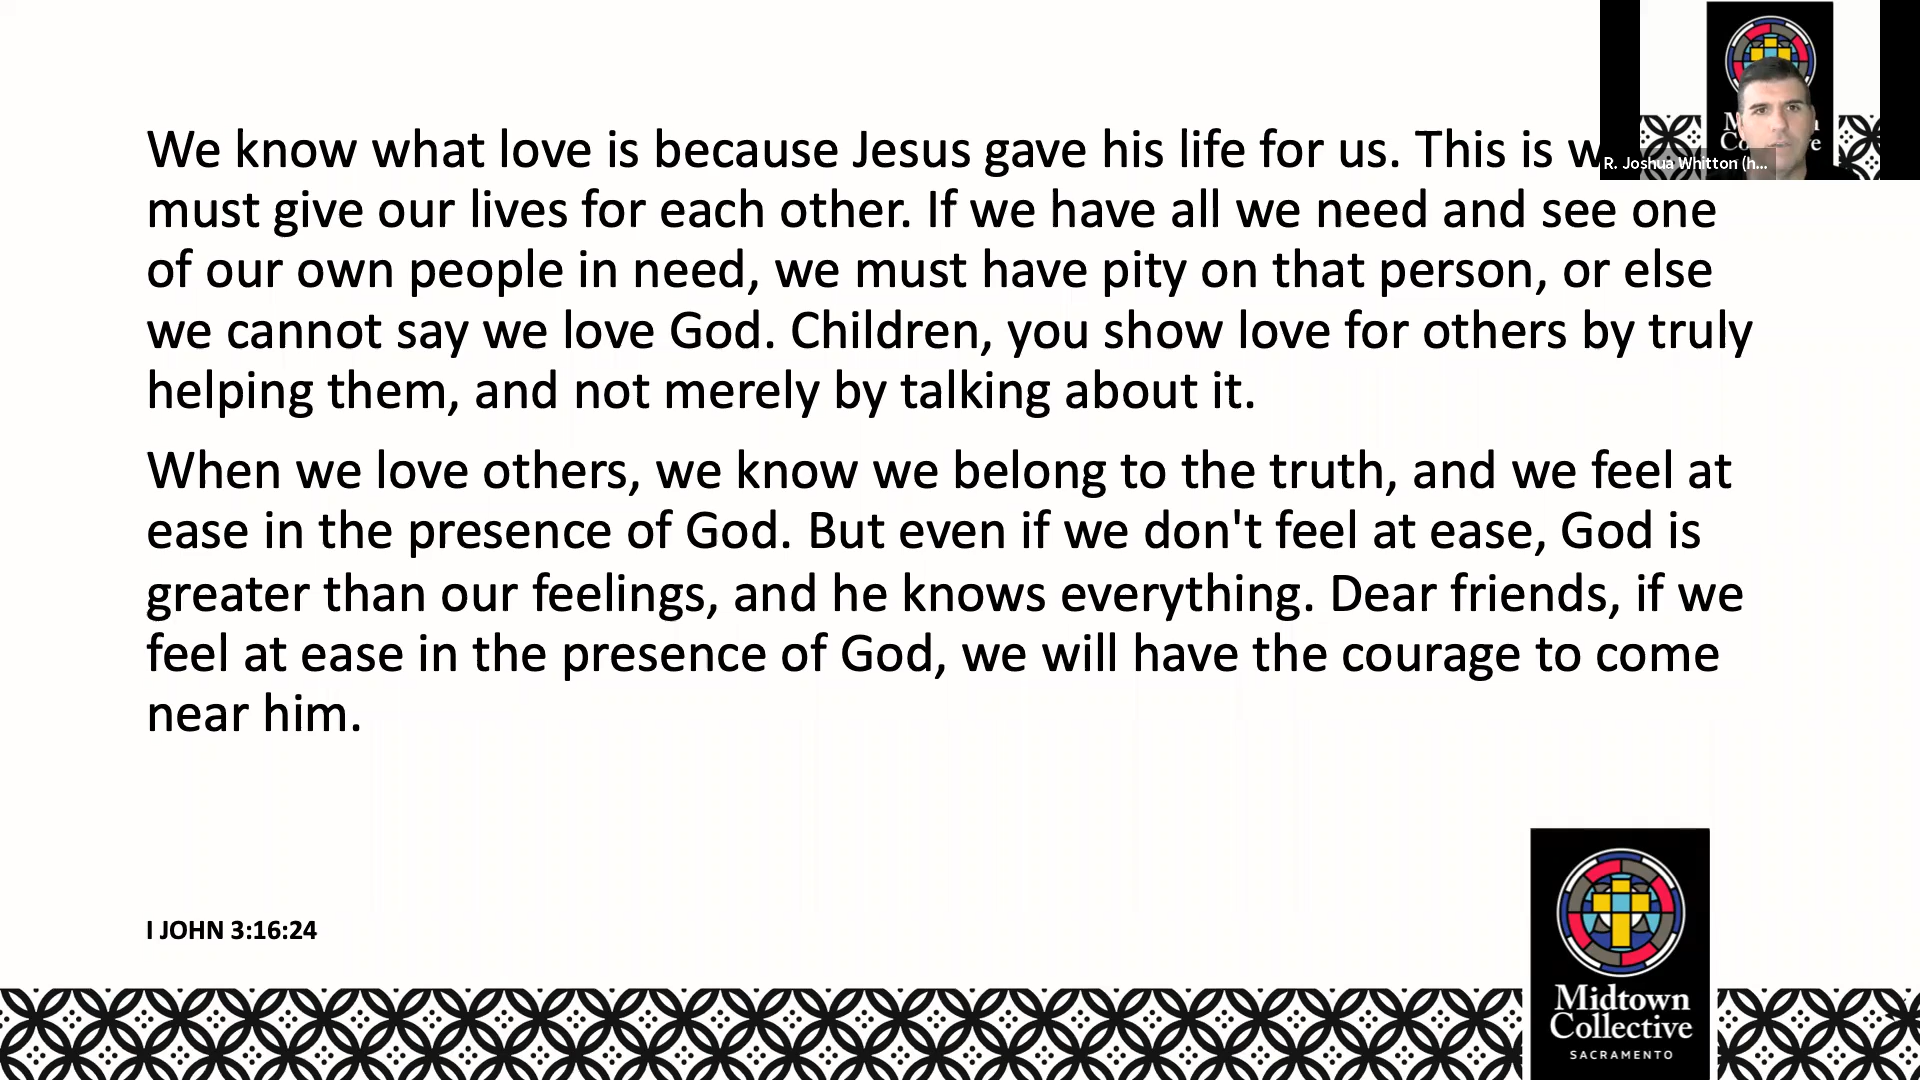 We know what love is because Jesus gave his life for us. This is
must give our lives for each other. If we have all we need and see one
of our own people in need, we must have pity on that person, or else
we cannot say we love God. Children, you show love for others by truly
helping them, and not merely by talking about it.
When we love others, we know we belong to the truth, and we feel at
ease in the presence of God. But even if we don't feel at ease, God is
greater than our feelings, and he knows everything. Dear friends, if we
feel at ease in the presence of God, we will have the courage to come
near him.
I JOHN 3:16:24
R. Joshua Whitton (h...
Midtown
Collective
SACRAMENTO